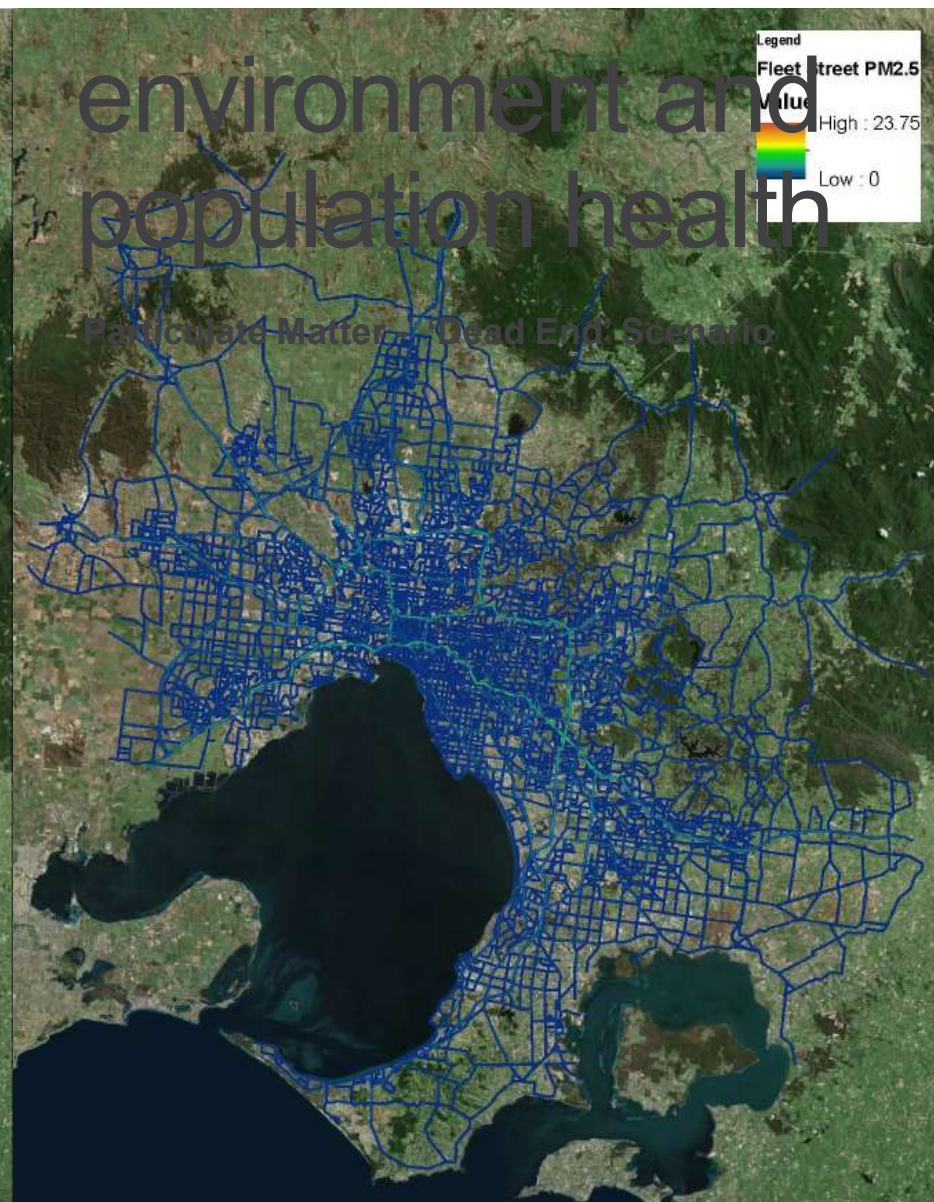 environment and
population health
Particulate Matter - 'Dead End' Scenario
Legend
Fleet Street PM2.5
Value
High : 23.75
Low : 0